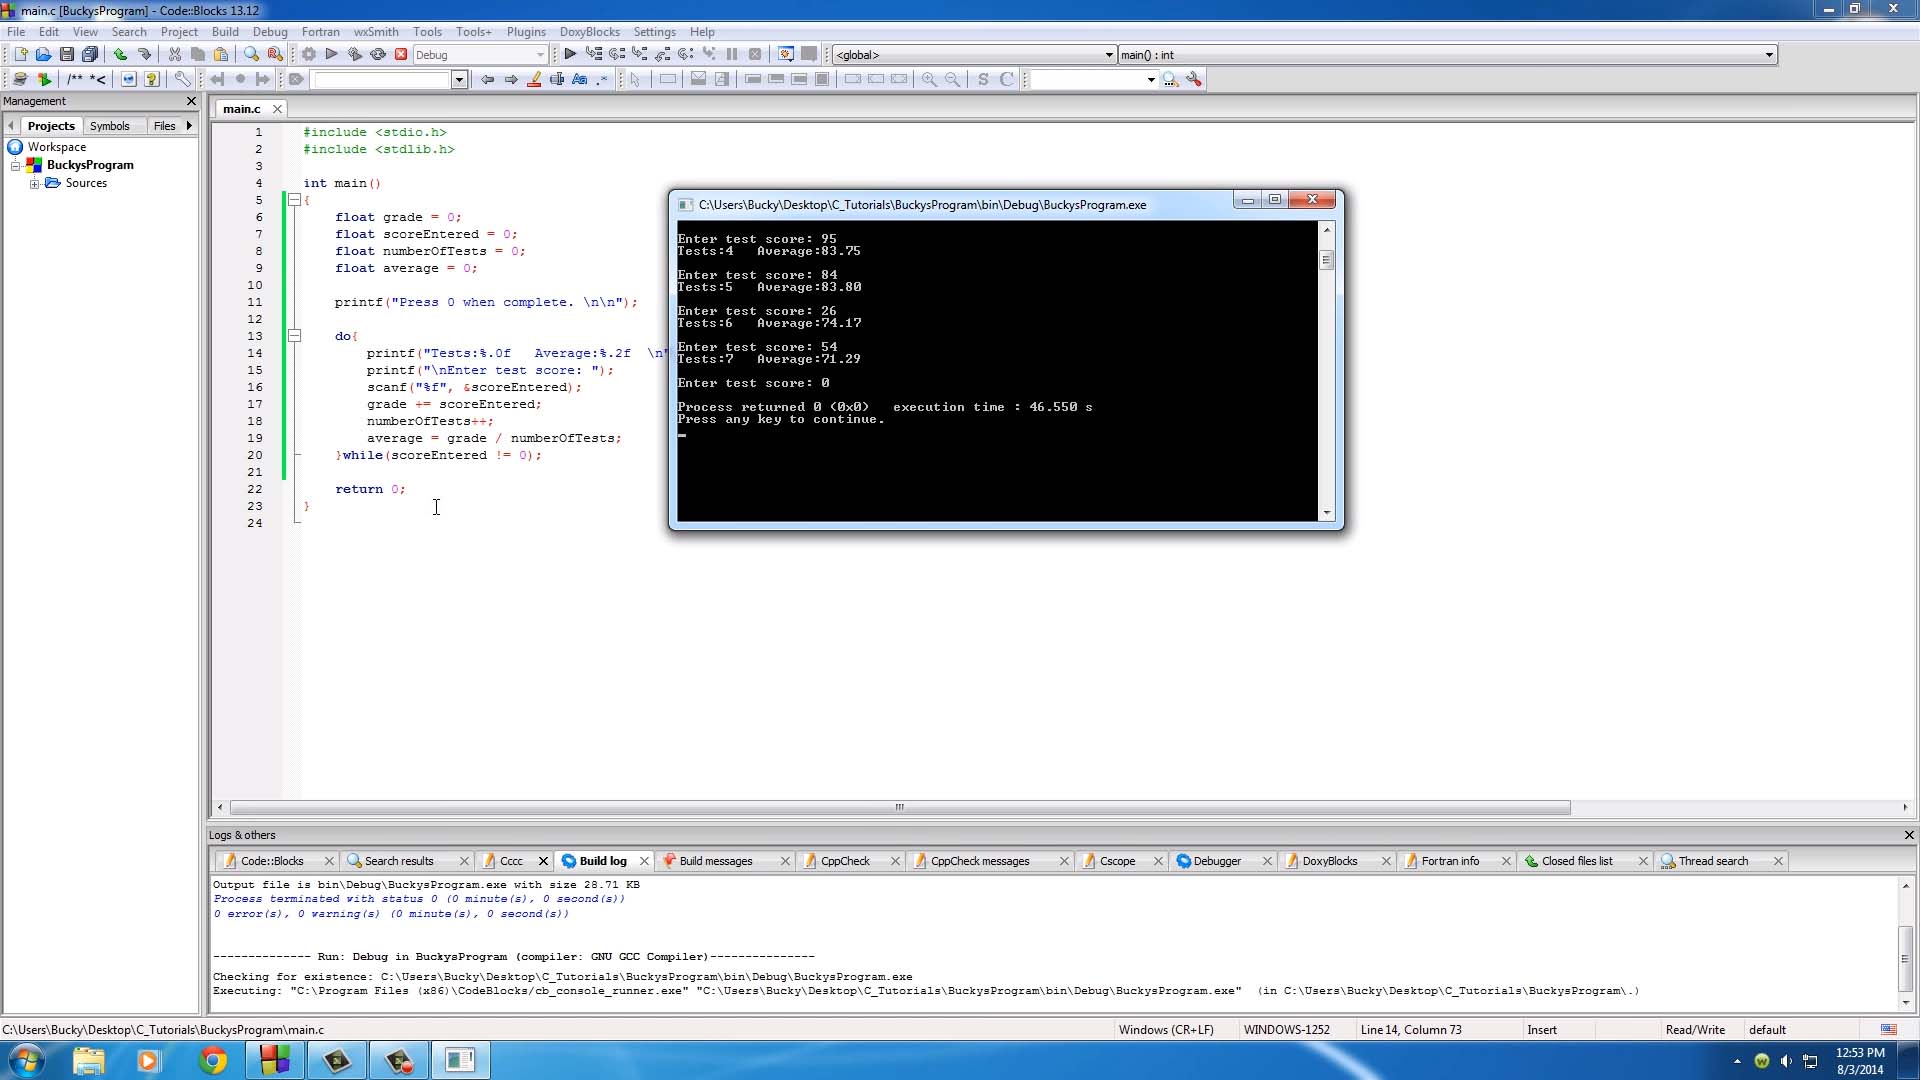 main.c [BuckysProgram] - Code::Blocks 13.12
File Edit View Search Project Build Debug Fortran wxSmith Tools Tools+ Plugins DoxyBlocks Settings Help
Debug <global> main() : int
/** *< Aa .* S C
Management
Projects Symbols Files
Workspace
BuckysProgram
Sources
main.c
1 #include <stdio.h>
2 #include <stdlib.h>
3
4 int main()
5 {
6 float grade = 0;
7 float scoreEntered = 0;
8 float numberOfTests = 0;
9 float average = 0;
10
11 printf("Press 0 when complete. \n\n");
12
13 do{
14 printf("Tests:%.0f   Average:%.2f  \n"
15 printf("\nEnter test score: ");
16 scanf("%f", &scoreEntered);
17 grade += scoreEntered;
18 numberOfTests++;
19 average = grade / numberOfTests;
20 }while(scoreEntered != 0);
21
22 return 0;
23 }
24
C:\Users\Bucky\Desktop\C_Tutorials\BuckysProgram\bin\Debug\BuckysProgram.exe
Enter test score: 95
Tests:4   Average:83.75
Enter test score: 84
Tests:5   Average:83.80
Enter test score: 26
Tests:6   Average:74.17
Enter test score: 54
Tests:7   Average:71.29
Enter test score: 0
Process returned 0 (0x0)   execution time : 46.550 s
Press any key to continue.
Logs & others
Code::Blocks Search results Cccc Build log Build messages CppCheck CppCheck messages Cscope Debugger DoxyBlocks Fortran info Closed files list Thread search
Output file is bin\Debug\BuckysProgram.exe with size 28.71 KB
Process terminated with status 0 (0 minute(s), 0 second(s))
0 error(s), 0 warning(s) (0 minute(s), 0 second(s))
-------------- Run: Debug in BuckysProgram (compiler: GNU GCC Compiler)---------------
Checking for existence: C:\Users\Bucky\Desktop\C_Tutorials\BuckysProgram\bin\Debug\BuckysProgram.exe
Executing: "C:\Program Files (x86)\CodeBlocks/cb_console_runner.exe" "C:\Users\Bucky\Desktop\C_Tutorials\BuckysProgram\bin\Debug\BuckysProgram.exe"  (in C:\Users\Bucky\Desktop\C_Tutorials\BuckysProgram\.)
C:\Users\Bucky\Desktop\C_Tutorials\BuckysProgram\main.c Windows (CR+LF) WINDOWS-1252 Line 14, Column 73 Insert Read/Write default
12:53 PM
8/3/2014